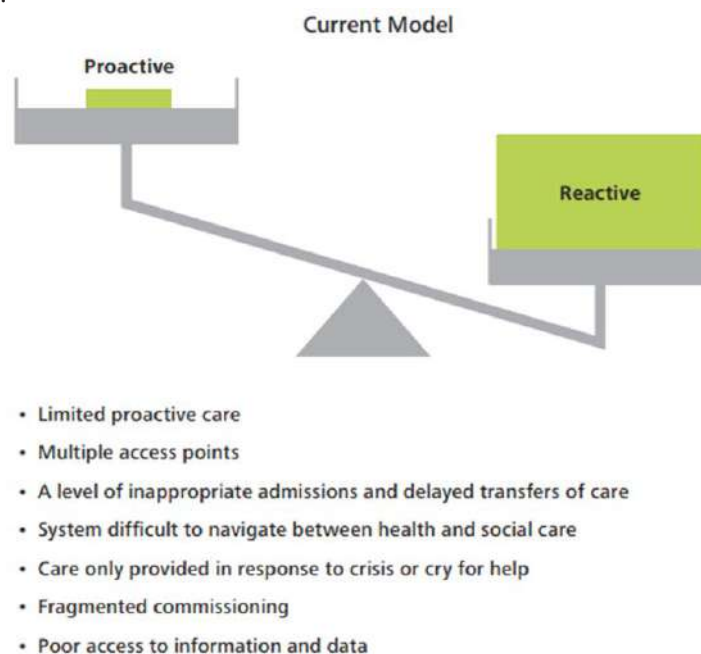 Current Model
Proactive
Reactive
• Limited proactive care
• Multiple access points
• A level of inappropriate admissions and delayed transfers of care
• System difficult to navigate between health and social care
• Care only provided in response to crisis or cry for help
• Fragmented commissioning
• Poor access to information and data